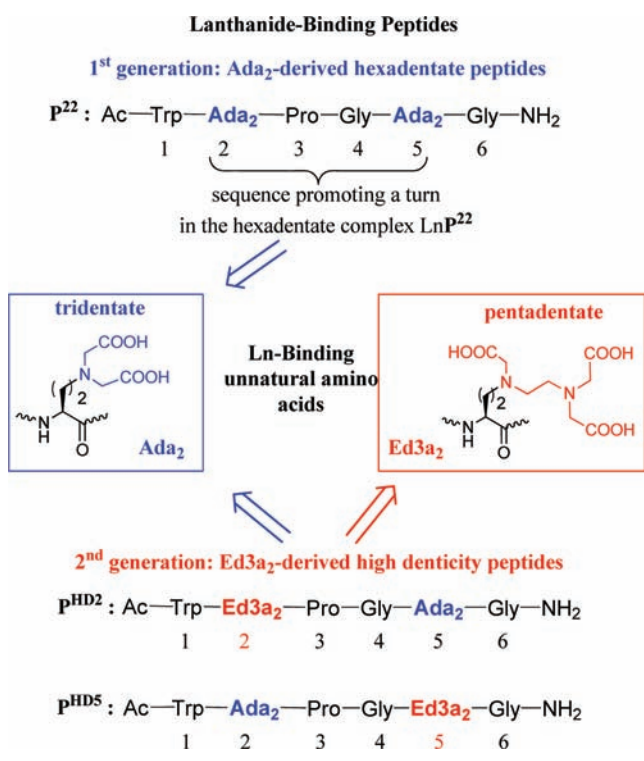 Lanthanide-Binding Peptides
1st generation: Ada2-derived hexadentate peptides
P22 : Ac—Trp—Ada2—Pro—Gly—Ada2—Gly—NH2
1 2 3 4 5 6
sequence promoting a turn
in the hexadentate complex LnP22
tridentate
COOH
N COOH
( )2
N
H
O
Ada2
Ln-Binding
unnatural amino
acids
pentadentate
HOOC COOH
N N
( )2
COOH
N
H
O
Ed3a2
2nd generation: Ed3a2-derived high denticity peptides
PHD2 : Ac—Trp—Ed3a2—Pro—Gly—Ada2—Gly—NH2
1 2 3 4 5 6
PHD5 : Ac—Trp—Ada2—Pro—Gly—Ed3a2—Gly—NH2
1 2 3 4 5 6